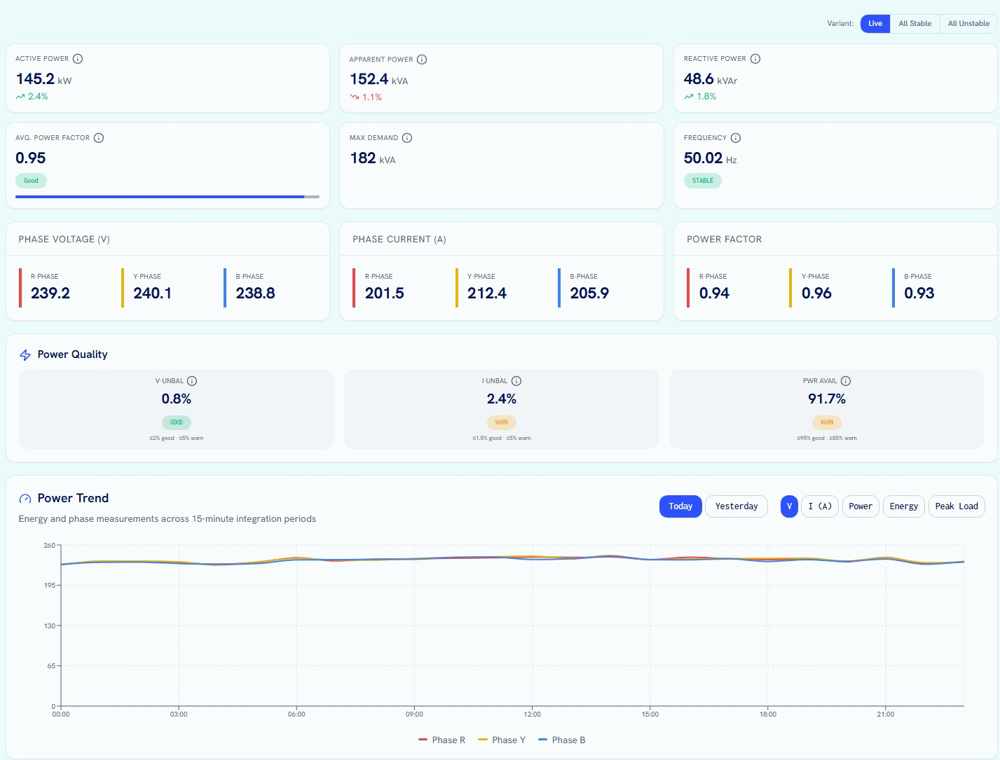 Variant: Live All Stable All Unstable
ACTIVE POWER
145.2 kW
2.4%
APPARENT POWER
152.4 kVA
1.1%
REACTIVE POWER
48.6 kVAr
1.8%
AVG. POWER FACTOR
0.95
Good
MAX DEMAND
182 kVA
FREQUENCY
50.02 Hz
STABLE
PHASE VOLTAGE (V)
R-PHASE
239.2
Y-PHASE
240.1
B-PHASE
238.8
PHASE CURRENT (A)
R-PHASE
201.5
Y-PHASE
212.4
B-PHASE
205.9
POWER FACTOR
R-PHASE
0.94
Y-PHASE
0.96
B-PHASE
0.93
Power Quality
V-UNBAL
0.8%
GOOD
≤2% good · ≤5% warn
I-UNBAL
2.4%
WARN
≤1.5% good · ≤5% warn
PWR AVAIL
91.7%
WARN
≥95% good · ≥85% warn
Power Trend
Energy and phase measurements across 15-minute integration periods
Today Yesterday V I (A) Power Energy Peak Load
260
195
130
65
0
00:00 03:00 06:00 09:00 12:00 15:00 18:00 21:00
Phase R Phase Y Phase B